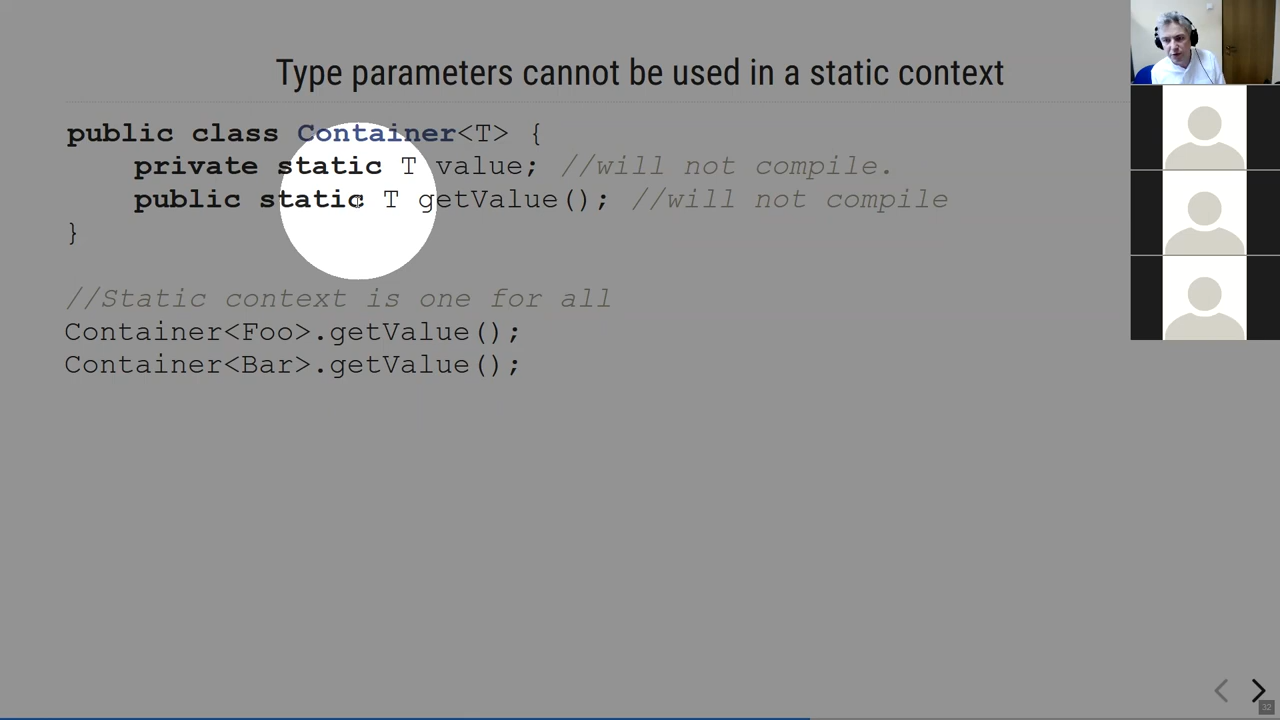 Type parameters cannot be used in a static context
public class Container<T> {
private static T value; //will not compile.
public static T getValue(); //will not compile
}
//Static context is one for all
Container<Foo>.getValue();
Container<Bar>.getValue();
32